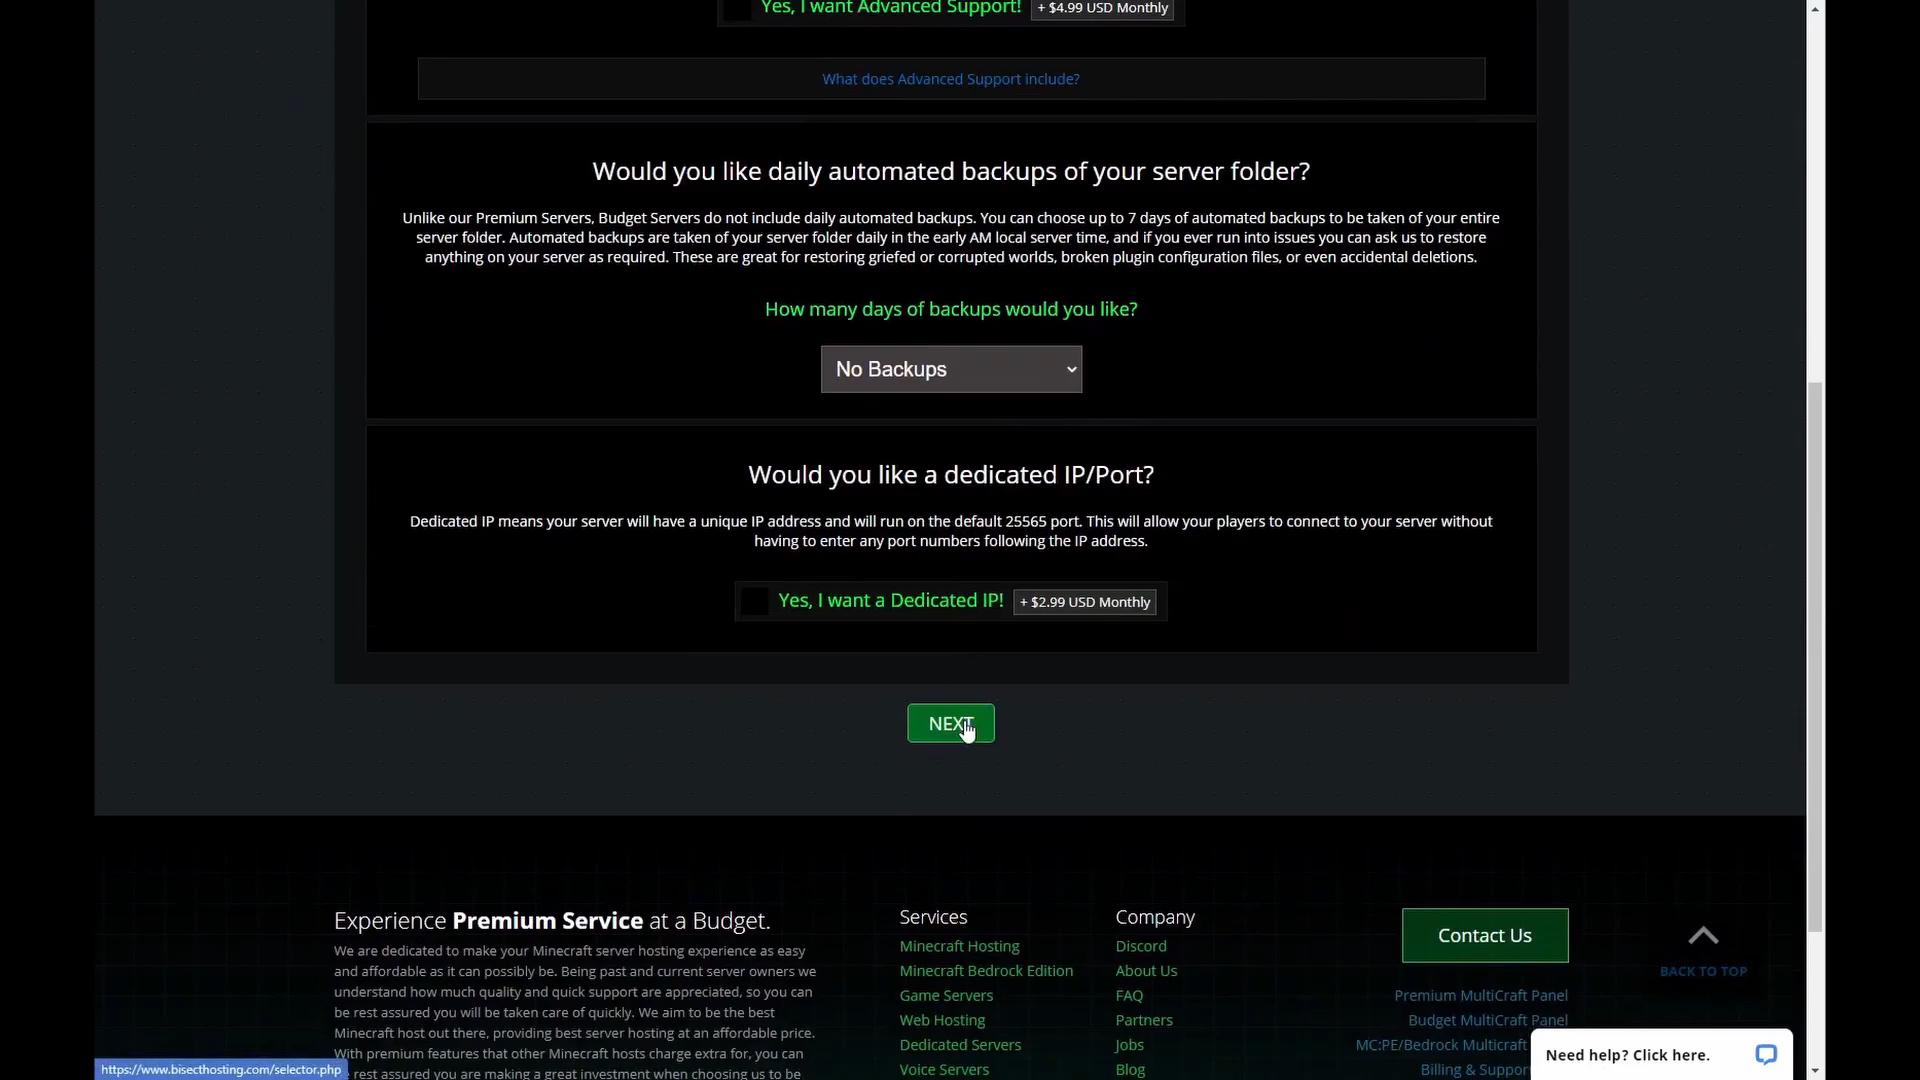 Yes, I want Advanced Support! + $4.99 USD Monthly
What does Advanced Support include?
Would you like daily automated backups of your server folder?
Unlike our Premium Servers, Budget Servers do not include daily automated backups. You can choose up to 7 days of automated backups to be taken of your entire
server folder. Automated backups are taken of your server folder daily in the early AM local server time, and if you ever run into issues you can ask us to restore
anything on your server as required. These are great for restoring griefed or corrupted worlds, broken plugin configuration files, or even accidental deletions.
How many days of backups would you like?
No Backups
Would you like a dedicated IP/Port?
Dedicated IP means your server will have a unique IP address and will run on the default 25565 port. This will allow your players to connect to your server without
having to enter any port numbers following the IP address.
Yes, I want a Dedicated IP! + $2.99 USD Monthly
NEXT
Experience Premium Service at a Budget.
We are dedicated to make your Minecraft server hosting experience as easy
and affordable as it can possibly be. Being past and current server owners we
understand how much quality and quick support are appreciated, so you can
be rest assured you will be taken care of quickly. We aim to be the best
Minecraft host out there, providing best server hosting at an affordable price.
With premium features that other Minecraft hosts charge extra for, you can
rest assured you are making a great investment when choosing us to be
Services
Minecraft Hosting
Minecraft Bedrock Edition
Game Servers
Web Hosting
Dedicated Servers
Voice Servers
Company
Discord
About Us
FAQ
Partners
Jobs
Blog
Contact Us
Premium MultiCraft Panel
Budget MultiCraft Panel
MC:PE/Bedrock Multicraft
Billing & Suppor
BACK TO TOP
Need help? Click here.
https://www.bisecthosting.com/selector.php